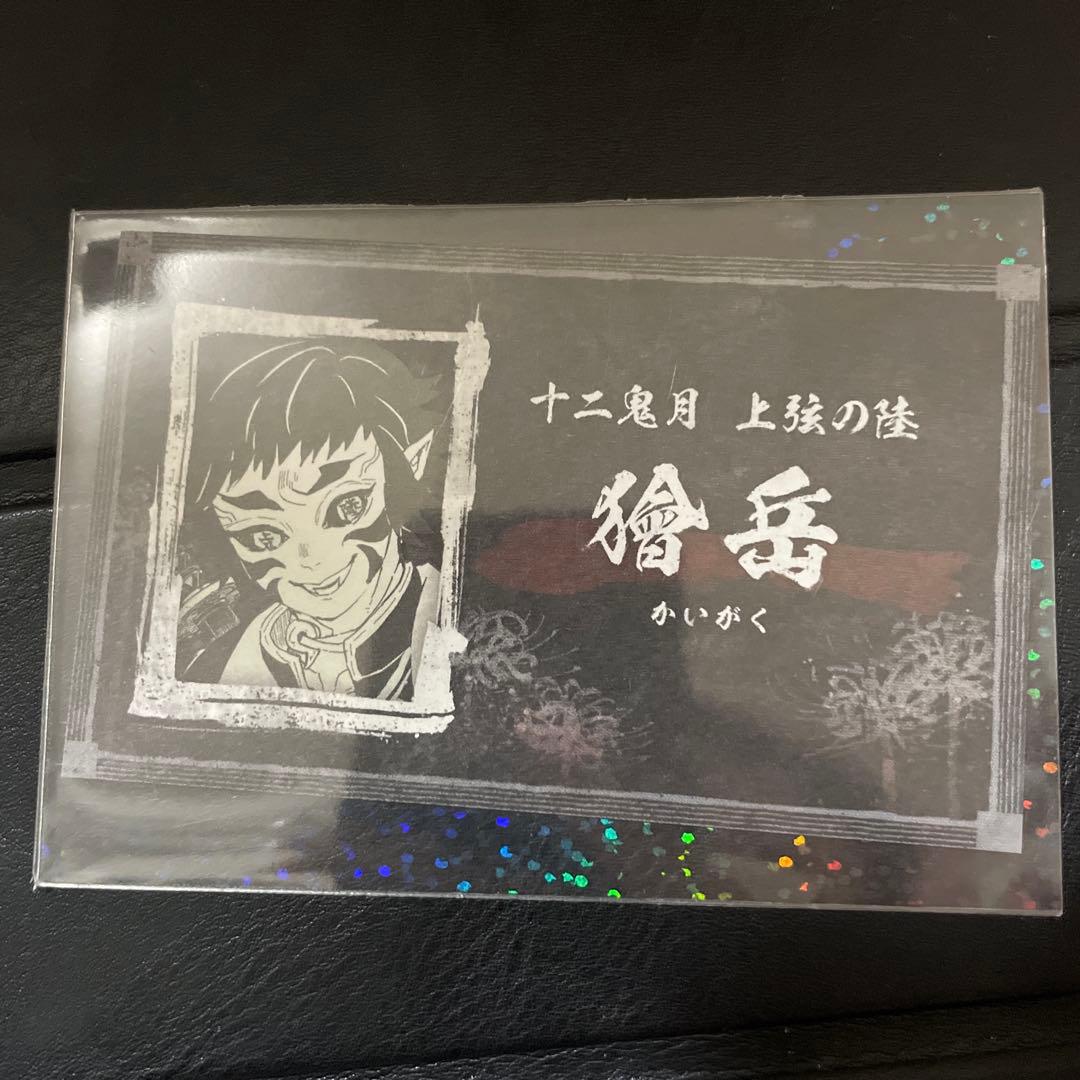 十二鬼月 上弦の陸
獪岳
かいがく